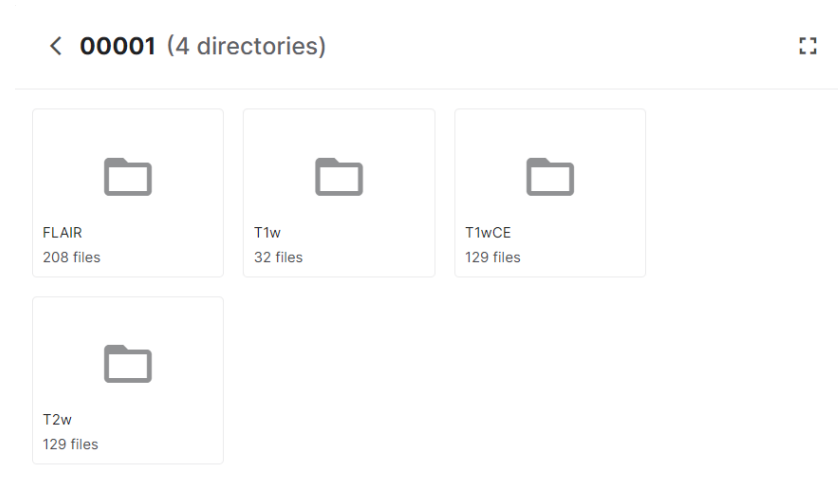 00001 (4 directories)
FLAIR
208 files
T1w
32 files
T1wCE
129 files
T2w
129 files